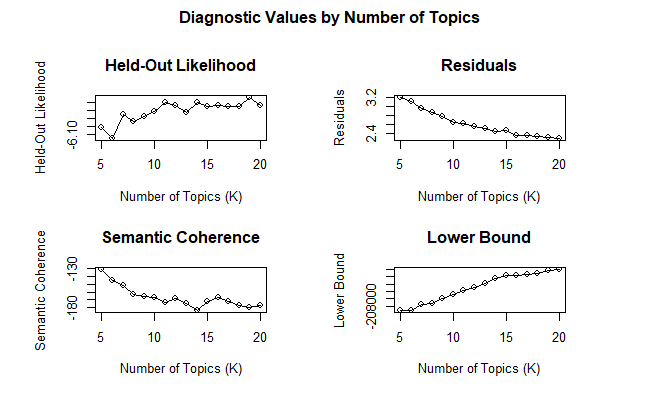 Diagnostic Values by Number of Topics
Held-Out Likelihood
Held-Out Likelihood
-6.10
5 10 15 20
Number of Topics (K)
Residuals
Residuals
3.2
2.4
5 10 15 20
Number of Topics (K)
Semantic Coherence
Semantic Coherence
-130
-180
5 10 15 20
Number of Topics (K)
Lower Bound
Lower Bound
-208000
5 10 15 20
Number of Topics (K)